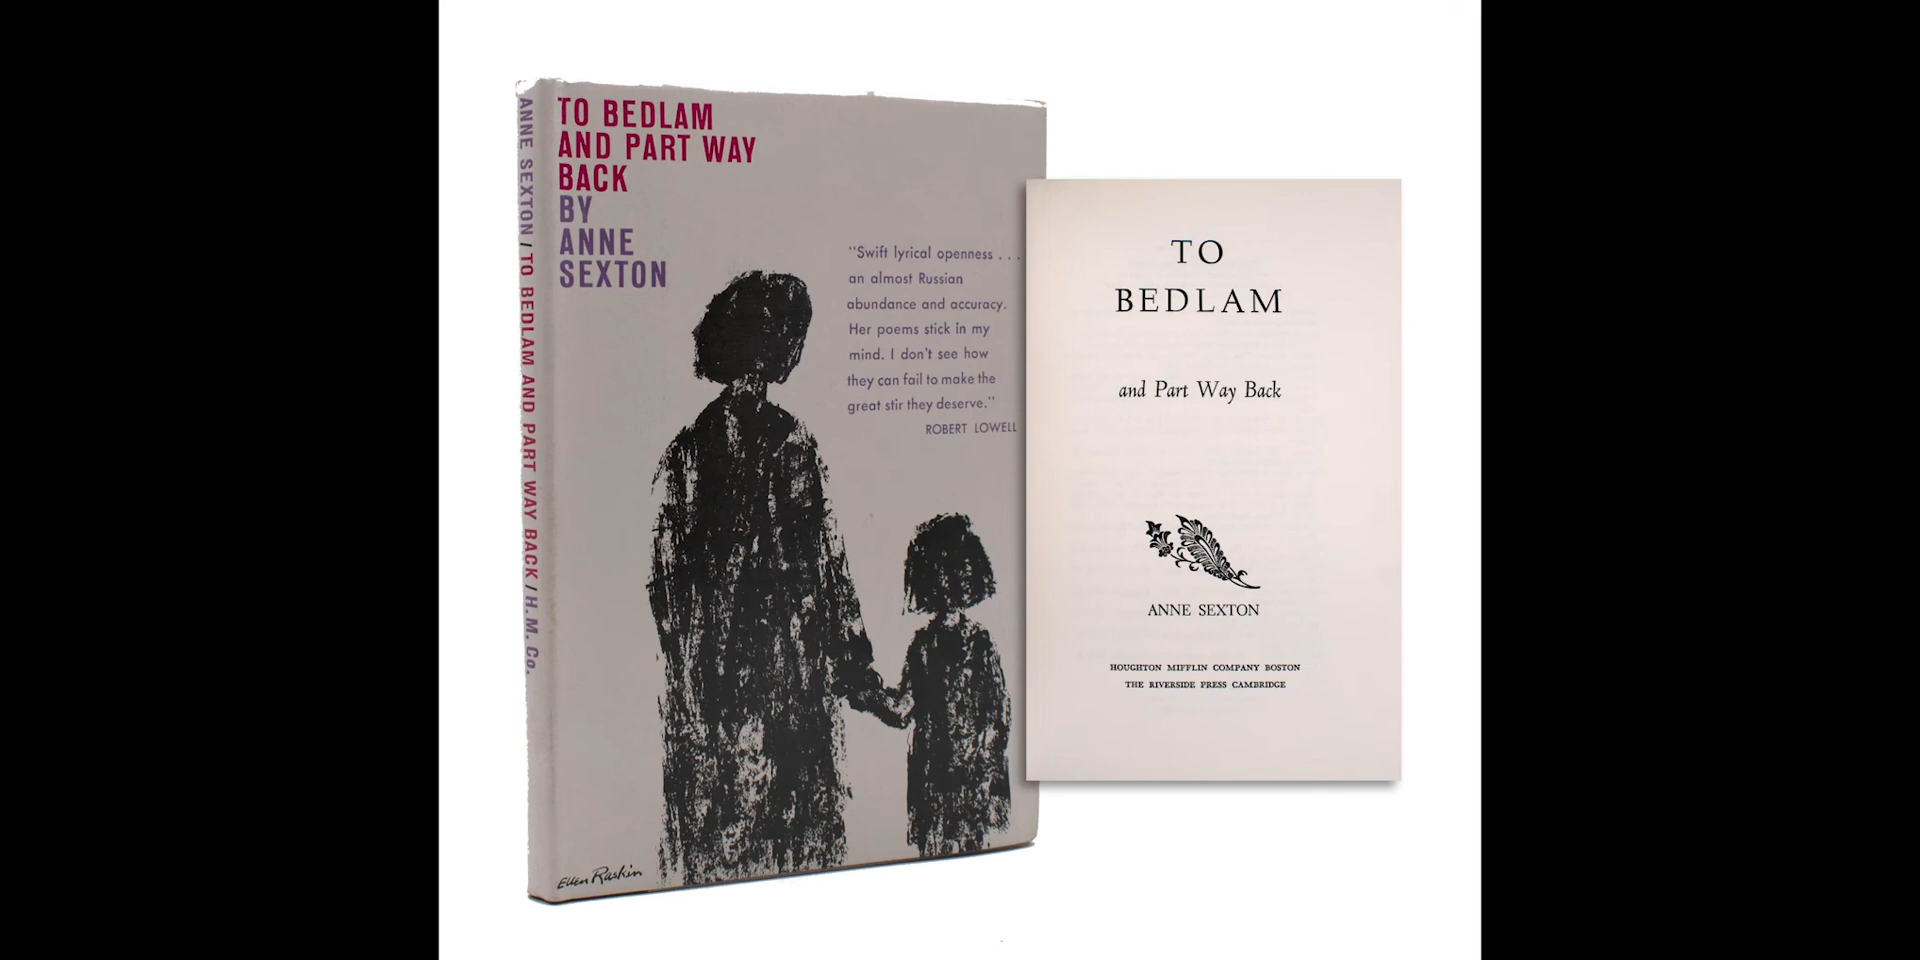 TO BEDLAM
AND PART WAY
BACK
BY
ANNE
SEXTON
"Swift lyrical openness . . .
an almost Russian
abundance and accuracy.
Her poems stick in my
mind. I don't see how
they can fail to make the
great stir they deserve."
ROBERT LOWELL
Ellen Raskin
ANNE SEXTON / TO BEDLAM AND PART WAY BACK / H.M. Co.
TO
BEDLAM
and Part Way Back
ANNE SEXTON
HOUGHTON MIFFLIN COMPANY BOSTON
THE RIVERSIDE PRESS CAMBRIDGE